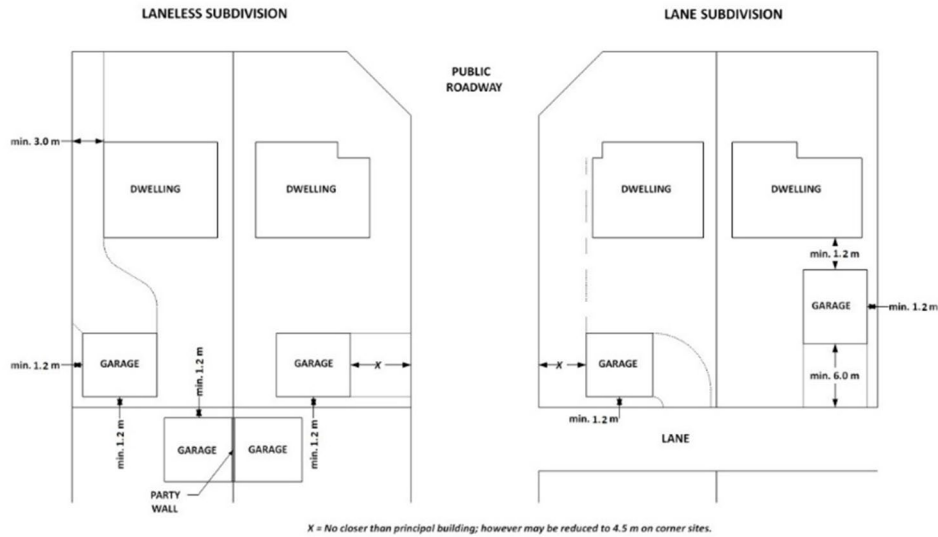 LANELESS SUBDIVISION
LANE SUBDIVISION
PUBLIC
ROADWAY
min. 3.0 m
DWELLING
DWELLING
DWELLING
DWELLING
min. 1.2 m
GARAGE
min. 1.2 m
min. 1.2 m
GARAGE
min. 1.2 m
GARAGE
X
X
GARAGE
min. 6.0 m
min. 1.2 m
min. 1.2 m
min. 1.2 m
min. 1.2 m
GARAGE
GARAGE
LANE
PARTY
WALL
X = No closer than principal building; however may be reduced to 4.5 m on corner sites.